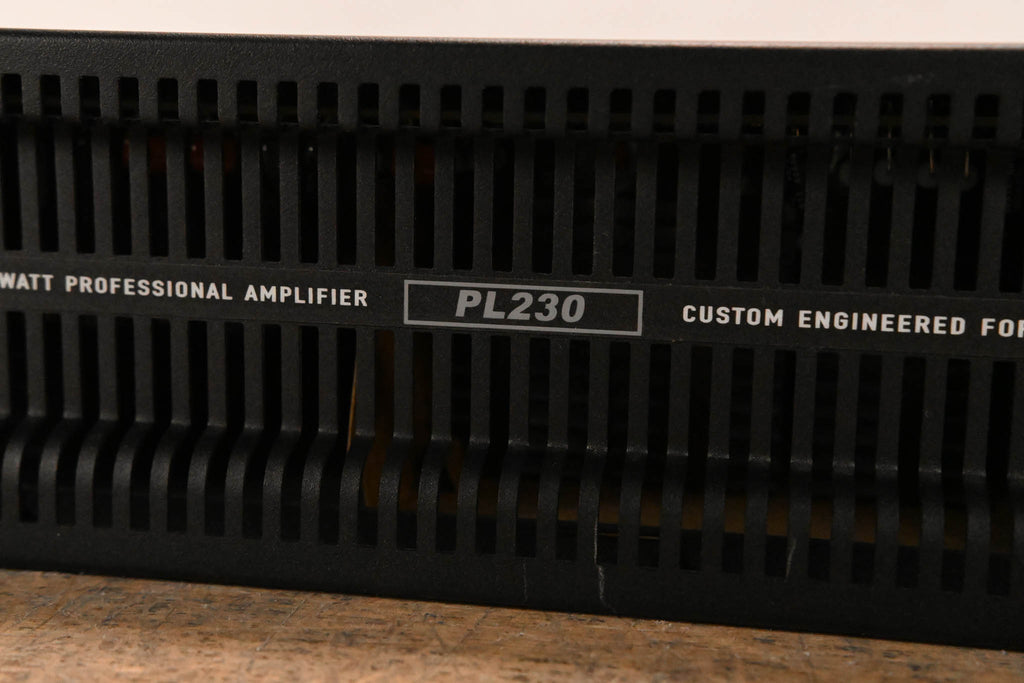 WATT PROFESSIONAL AMPLIFIER PL230 CUSTOM ENGINEERED FOR